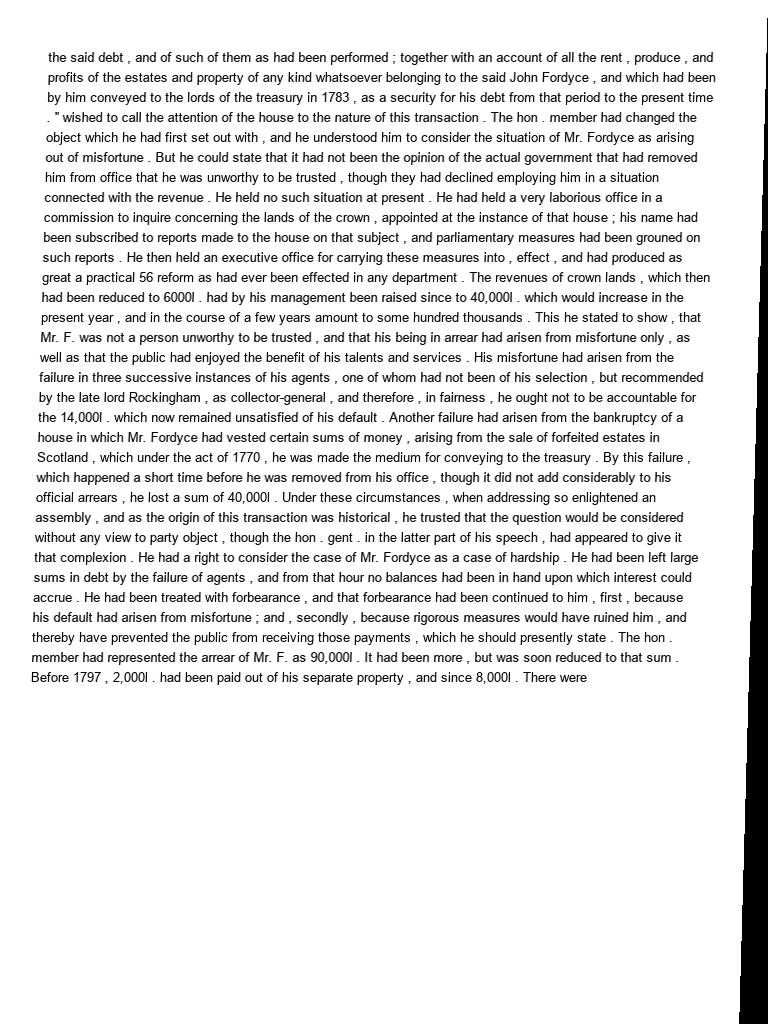 the said debt , and of such of them as had been performed ; together with an account of all the rent , produce , and
profits of the estates and property of any kind whatsoever belonging to the said John Fordyce , and which had been
by him conveyed to the lords of the treasury in 1783 , as a security for his debt from that period to the present time
. " wished to call the attention of the house to the nature of this transaction . The hon . member had changed the
object which he had first set out with , and he understood him to consider the situation of Mr. Fordyce as arising
out of misfortune . But he could state that it had not been the opinion of the actual government that had removed
him from office that he was unworthy to be trusted , though they had declined employing him in a situation
connected with the revenue . He held no such situation at present . He had held a very laborious office in a
commission to inquire concerning the lands of the crown , appointed at the instance of that house ; his name had
been subscribed to reports made to the house on that subject , and parliamentary measures had been grouned on
such reports . He then held an executive office for carrying these measures into , effect , and had produced as
great a practical 56 reform as had ever been effected in any department . The revenues of crown lands , which then
had been reduced to 6000l . had by his management been raised since to 40,000l . which would increase in the
present year , and in the course of a few years amount to some hundred thousands . This he stated to show , that
Mr. F. was not a person unworthy to be trusted , and that his being in arrear had arisen from misfortune only , as
well as that the public had enjoyed the benefit of his talents and services . His misfortune had arisen from the
failure in three successive instances of his agents , one of whom had not been of his selection , but recommended
by the late lord Rockingham , as collector-general , and therefore , in fairness , he ought not to be accountable for
the 14,000l . which now remained unsatisfied of his default . Another failure had arisen from the bankruptcy of a
house in which Mr. Fordyce had vested certain sums of money , arising from the sale of forfeited estates in
Scotland , which under the act of 1770 , he was made the medium for conveying to the treasury . By this failure ,
which happened a short time before he was removed from his office , though it did not add considerably to his
official arrears , he lost a sum of 40,000l . Under these circumstances , when addressing so enlightened an
assembly , and as the origin of this transaction was historical , he trusted that the question would be considered
without any view to party object , though the hon . gent . in the latter part of his speech , had appeared to give it
that complexion . He had a right to consider the case of Mr. Fordyce as a case of hardship . He had been left large
sums in debt by the failure of agents , and from that hour no balances had been in hand upon which interest could
accrue . He had been treated with forbearance , and that forbearance had been continued to him , first , because
his default had arisen from misfortune ; and , secondly , because rigorous measures would have ruined him , and
thereby have prevented the public from receiving those payments , which he should presently state . The hon .
member had represented the arrear of Mr. F. as 90,000l . It had been more , but was soon reduced to that sum .
Before 1797 , 2,000l . had been paid out of his separate property , and since 8,000l . There were